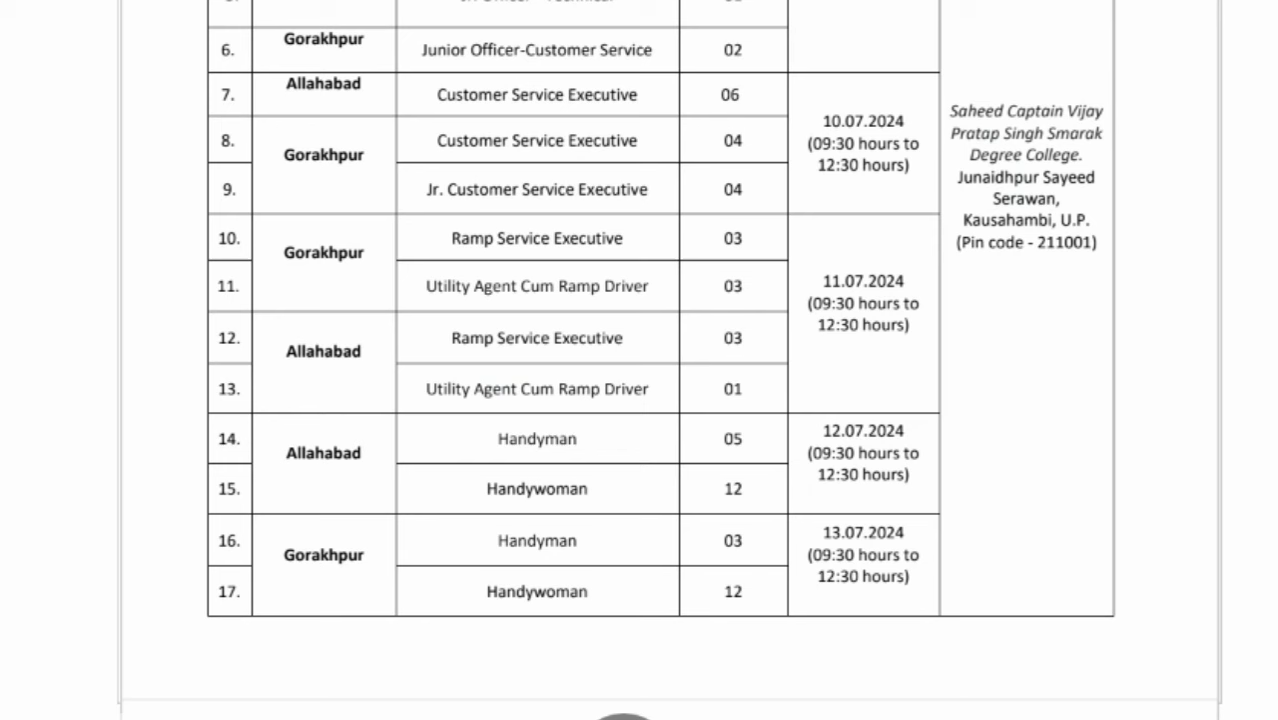 6.
Gorakhpur
Junior Officer-Customer Service
02
7.
Allahabad
Customer Service Executive
06
8.
Gorakhpur
Customer Service Executive
04
9.
Jr. Customer Service Executive
04
10.07.2024
(09:30 hours to
12:30 hours)
Saheed Captain Vijay
Pratap Singh Smarak
Degree College.
Junaidhpur Sayeed
Serawan,
Kausahambi, U.P.
(Pin code - 211001)
10.
Gorakhpur
Ramp Service Executive
03
11.
Utility Agent Cum Ramp Driver
03
11.07.2024
(09:30 hours to
12:30 hours)
12.
Allahabad
Ramp Service Executive
03
13.
Utility Agent Cum Ramp Driver
01
14.
Allahabad
Handyman
05
12.07.2024
(09:30 hours to
12:30 hours)
15.
Handywoman
12
16.
Gorakhpur
Handyman
03
13.07.2024
(09:30 hours to
12:30 hours)
17.
Handywoman
12